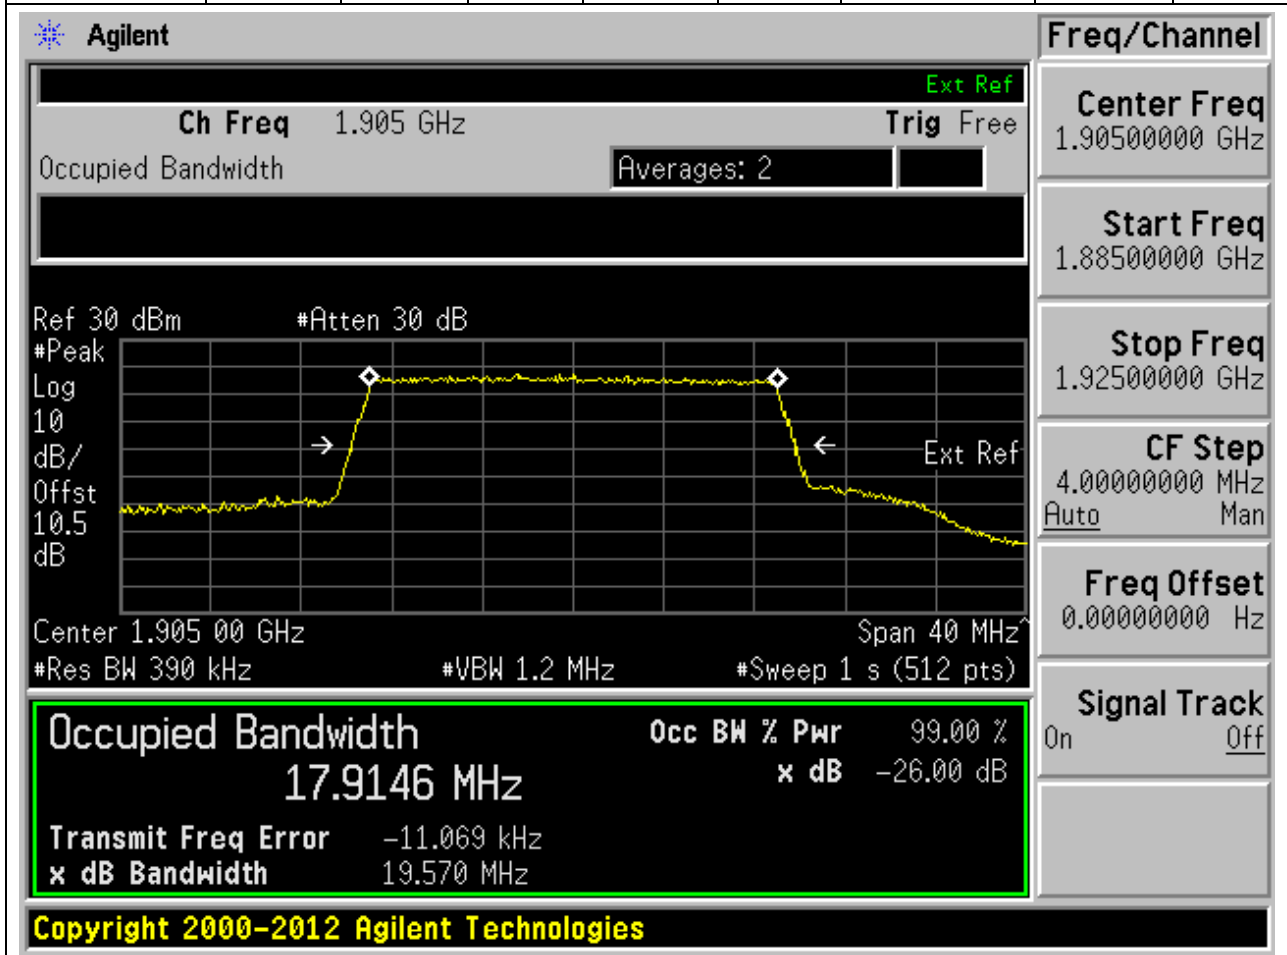 Agilent
Freq/Channel
Ext Ref
Ch Freq 1.905 GHz Trig Free
Occupied Bandwidth Averages: 2
Center Freq
1.90500000 GHz
Start Freq
1.88500000 GHz
Stop Freq
1.92500000 GHz
CF Step
4.00000000 MHz
Auto Man
Freq Offset
0.00000000 Hz
Signal Track
On Off
Ref 30 dBm #Atten 30 dB
#Peak
Log
10
dB/
Offst
10.5
dB
Ext Ref
Center 1.905 00 GHz Span 40 MHz^
#Res BW 390 kHz #VBW 1.2 MHz #Sweep 1 s (512 pts)
Occupied Bandwidth
17.9146 MHz
Occ BW % Pwr 99.00 %
x dB -26.00 dB
Transmit Freq Error -11.069 kHz
x dB Bandwidth 19.570 MHz
Copyright 2000-2012 Agilent Technologies